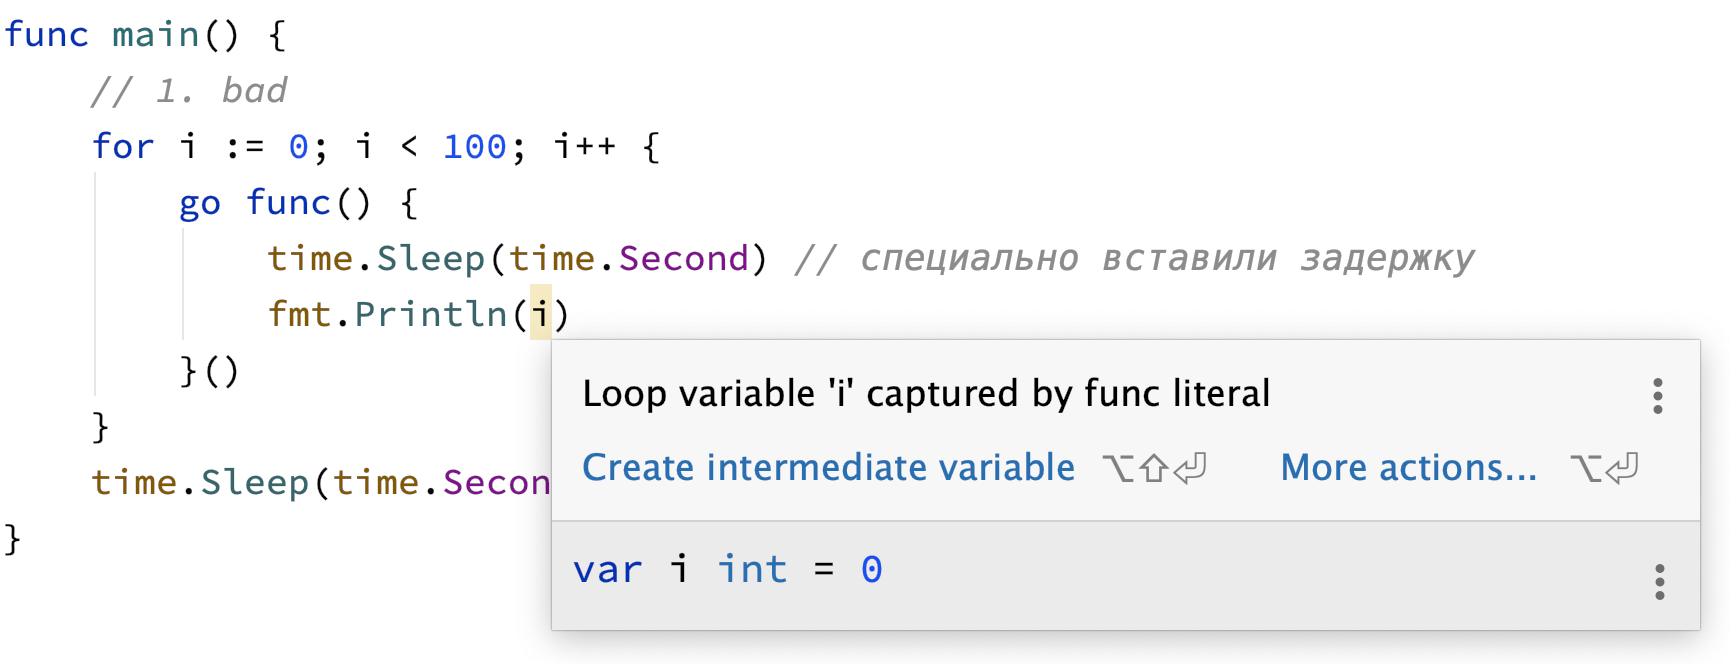 func main() {
// 1. bad
for i := 0; i < 100; i++ {
go func() {
time.Sleep(time.Second) // специально вставили задержку
fmt.Println(i)
}()
}
time.Sleep(time.Secon
}
Loop variable 'i' captured by func literal
Create intermediate variable ⌥⇧⏎ More actions... ⌥⏎
var i int = 0